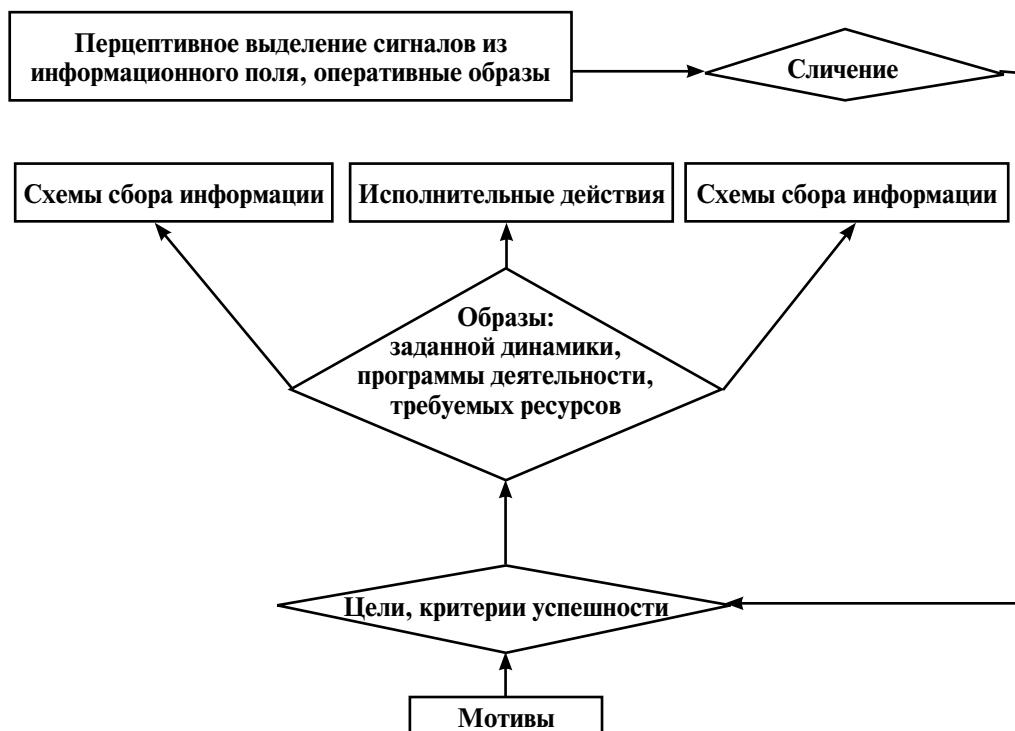 Перцептивное выделение сигналов из
информационного поля, оперативные образы
Сличение
Схемы сбора информации
Исполнительные действия
Схемы сбора информации
Образы:
заданной динамики,
программы деятельности,
требуемых ресурсов
Цели, критерии успешности
Мотивы